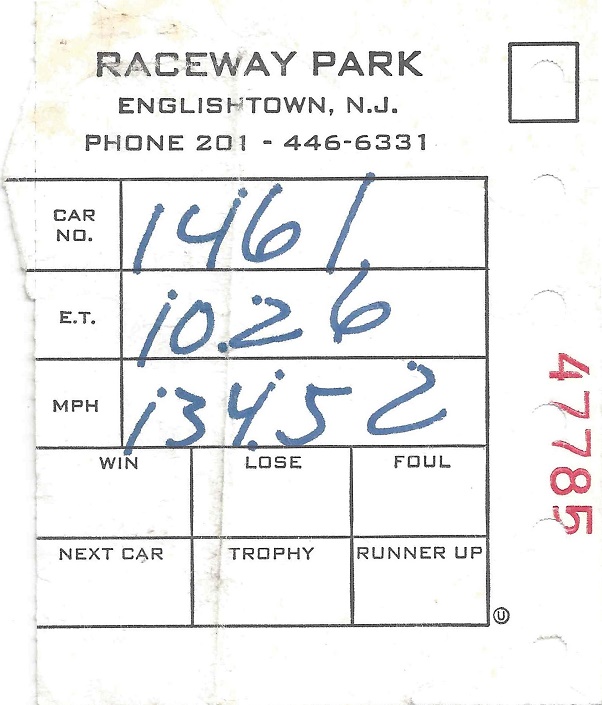 RACEWAY PARK
ENGLISHTOWN, N.J.
PHONE 201 - 446-6331
CAR NO. 1461
E.T. 10.26
MPH 134.52
WIN LOSE FOUL
NEXT CAR TROPHY RUNNER UP
U
47785